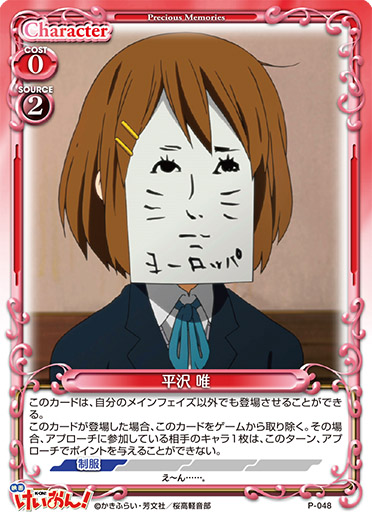 Precious Memories
Character
COST
0
SOURCE
2
ヨーロッパ
平沢 唯
このカードは、自分のメインフェイズ以外でも登場させることができ
る。
このカードが登場した場合、このカードをゲームから取り除く。その場
合、アプローチに参加している相手のキャラ1枚は、このターン、アプ
ローチでポイントを与えることができない。
制服
え～ん……。
映画
けいおん!
©かきふらい・芳文社／桜高軽音部
P-048